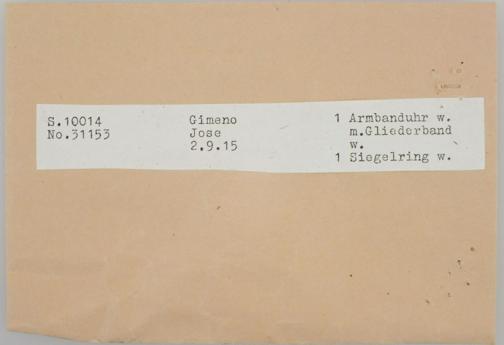 S.10014
No.31153
Gimeno
Jose
2.9.15
1 Armbanduhr w.
m.Gliederband
w.
1 Siegelring w.